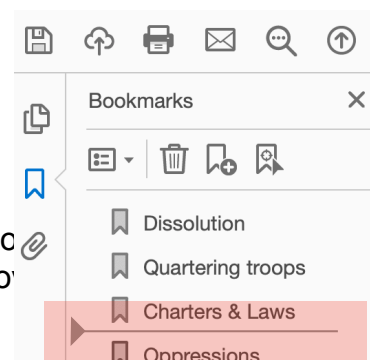 Bookmarks
Dissolution
Quartering troops
Charters & Laws
Oppressions